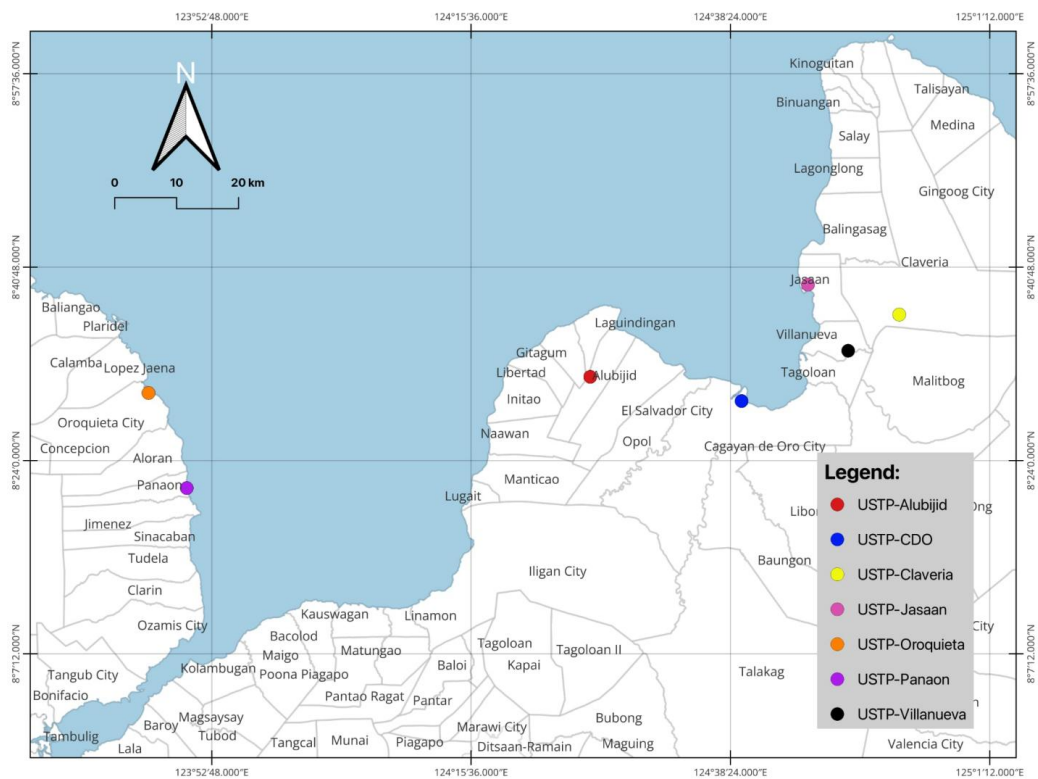 123°52'48.000"E 124°15'36.000"E 124°38'24.000"E 125°1'12.000"E
N
0 10 20 km
8°57'36.000"N
8°40'48.000"N
8°24'0.000"N
8°7'12.000"N
Kinoguitan
Talisayan
Binuangan
Medina
Salay
Lagonglong
Gingoog City
Balingasag
Claveria
Jasaan
Baliangao
Plaridel
Laguindingan
Villanueva
Gitagum
Calamba
Lopez Jaena
Libertad
Alubijid
Tagoloan
Malitbog
Initao
El Salvador City
Oroquieta City
Naawan
Opol
Cagayan de Oro City
Concepcion
Aloran
Manticao
Panaon
Lugait
Jimenez
Sinacaban
Tudela
Baungon
Iligan City
Clarin
Kauswagan
Linamon
Ozamis City
Bacolod
Tagoloan
Matungao
Tagoloan II
Maigo
Baloi
Kapai
Kolambugan
Poona Piagapo
Talakag
Tangub City
Bonifacio
Pantao Ragat
Pantar
Magsaysay
Bubong
Baroy
Marawi City
Tubod
Tambulig
Lala
Tangcal
Munai
Piagapo
Ditsaan-Ramain
Maguing
Valencia City
City
Legend:
USTP-Alubijid
USTP-CDO
USTP-Claveria
USTP-Jasaan
USTP-Oroquieta
USTP-Panaon
USTP-Villanueva
8°57'36.000"N
8°40'48.000"N
8°24'0.000"N
8°7'12.000"N
123°52'48.000"E 124°15'36.000"E 124°38'24.000"E 125°1'12.000"E